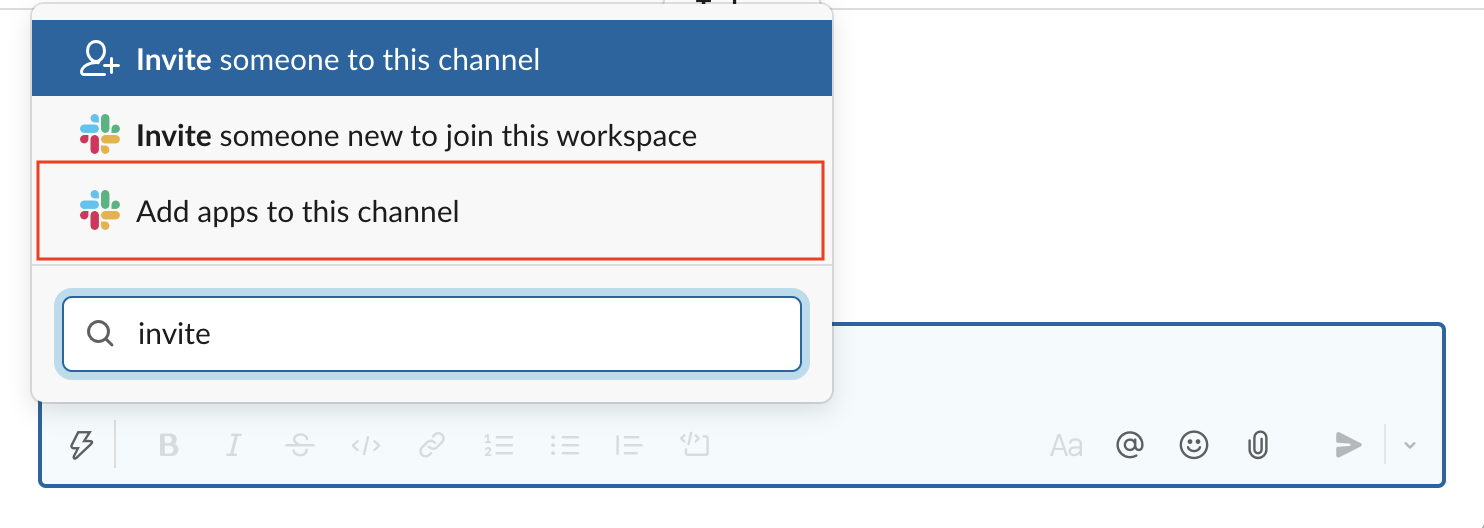 Invite someone to this channel
Invite someone new to join this workspace
Add apps to this channel
invite
B I S </> Aa @